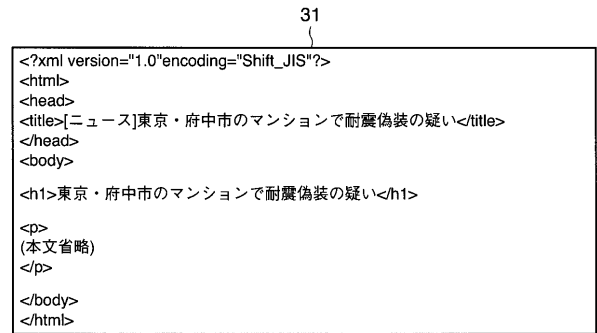 31
<?xml version="1.0"encoding="Shift_JIS"?>
<html>
<head>
<title>[ニュース]東京・府中市のマンションで耐震偽装の疑い</title>
</head>
<body>
<h1>東京・府中市のマンションで耐震偽装の疑い</h1>
<p>
(本文省略)
</p>
</body>
</html>